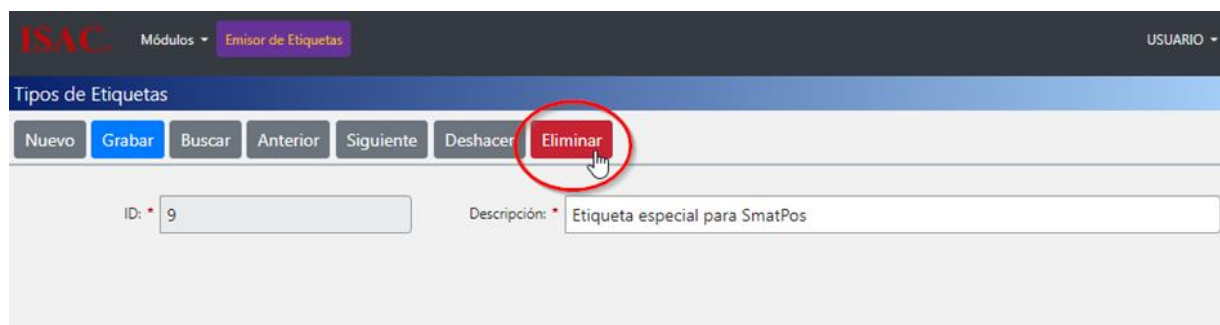 ISAC. Módulos Emisor de Etiquetas USUARIO
Tipos de Etiquetas
Nuevo Grabar Buscar Anterior Siguiente Deshacer Eliminar
ID: * 9 Descripción: * Etiqueta especial para SmatPos